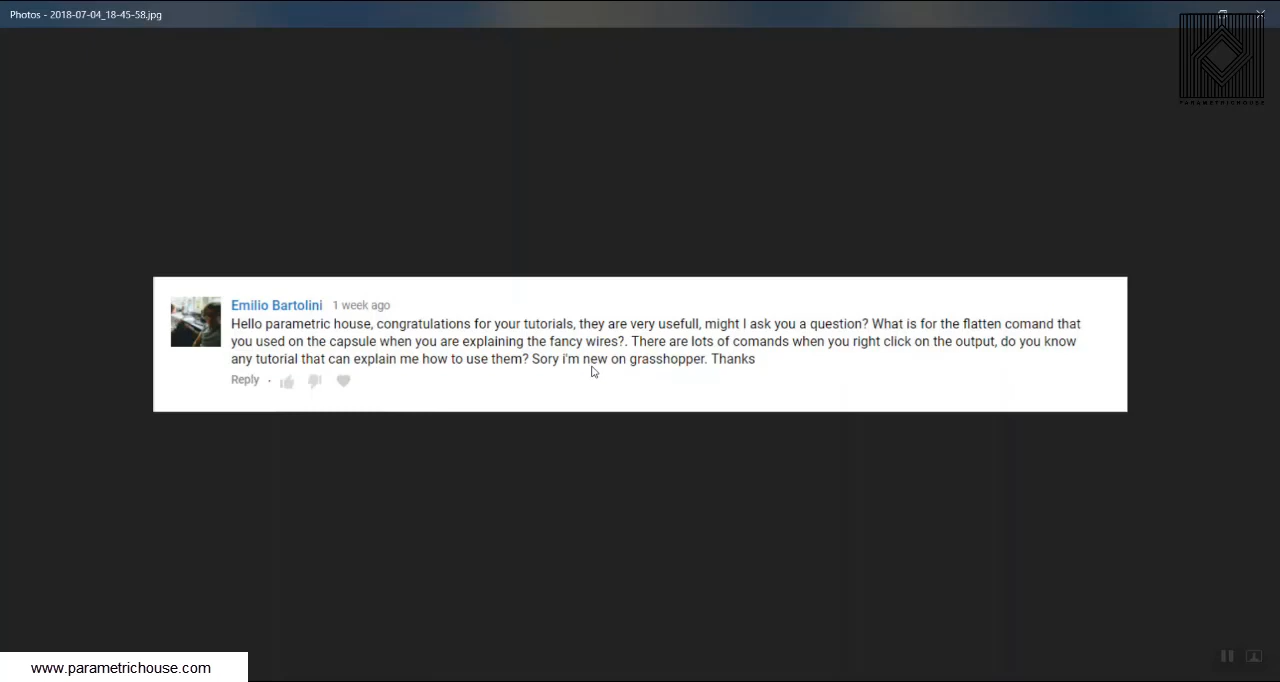 Photos - 2018-07-04_18-45-58.jpg
PARAMETRICHOUSE
Emilio Bartolini 1 week ago
Hello parametric house, congratulations for your tutorials, they are very usefull, might I ask you a question? What is for the flatten comand that
you used on the capsule when you are explaining the fancy wires?. There are lots of comands when you right click on the output, do you know
any tutorial that can explain me how to use them? Sory i'm new on grasshopper. Thanks
Reply
www.parametrichouse.com